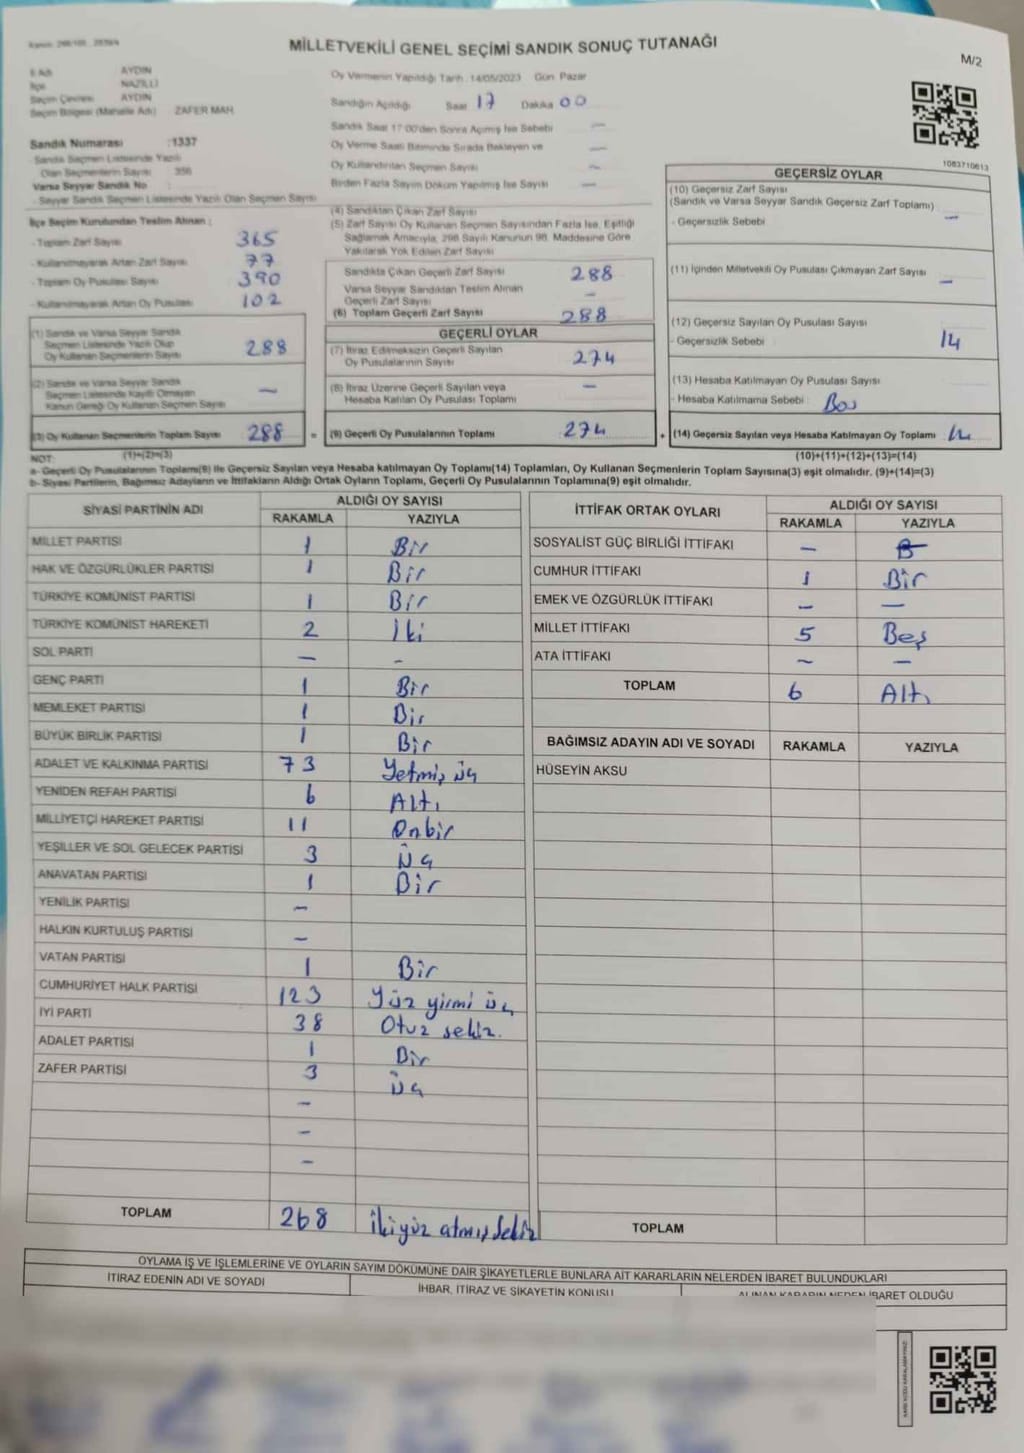 MİLLETVEKİLİ GENEL SEÇİMİ SANDIK SONUÇ TUTANAĞI
M/2
İl Adı AYDIN
İlçe NAZİLLİ
Seçim Çevresi AYDIN
Seçim Bölgesi (Mahalle Adı) ZAFER MAH.
Sandık Numarası :1337
Sandık Seçmen Listesinde Yazılı
Olan Seçmenlerin Sayısı 356
Varsa Seyyar Sandık No :
- Seyyar Sandık Seçmen Listesinde Yazılı Olan Seçmen Sayısı
Oy Vermenin Yapıldığı Tarih :14/05/2023 Gün: Pazar
Sandığın Açıldığı Saat 17 Dakika 00
Sandık Saat 17:00'den Sonra Açılmış İse Sebebi —
Oy Verme Saati Bitiminde Sırada Bekleyen ve —
Oy Kullandırılan Seçmen Sayısı —
Birden Fazla Sayım Döküm Yapılmış İse Sayısı —
1083710613
İlçe Seçim Kurulundan Teslim Alınan :
- Toplam Zarf Sayısı 365
- Kullanılmayarak Artan Zarf Sayısı 77
- Toplam Oy Pusulası Sayısı 390
- Kullanılmayarak Artan Oy Pusulası 102
(1) Sandık ve Varsa Seyyar Sandık
Seçmen Listesinde Yazılı Olup
Oy Kullanan Seçmenlerin Sayısı 288
(2) Sandık ve Varsa Seyyar Sandık
Seçmen Listesinde Kayıtlı Olmayan
Kanun Gereği Oy Kullanan Seçmen Sayısı —
(3) Oy Kullanan Seçmenlerin Toplam Sayısı 288
(1)+(2)=(3)
(4) Sandıktan Çıkan Zarf Sayısı
(5) Zarf Sayısı Oy Kullanan Seçmen Sayısından Fazla İse, Eşitliği
Sağlamak Amacıyla, 298 Sayılı Kanunun 98. Maddesine Göre
Yakılarak Yok Edilen Zarf Sayısı
Sandıkta Çıkan Geçerli Zarf Sayısı 288
Varsa Seyyar Sandıktan Teslim Alınan
Geçerli Zarf Sayısı —
(6) Toplam Geçerli Zarf Sayısı 288
GEÇERLİ OYLAR
(7) İtiraz Edilmeksizin Geçerli Sayılan
Oy Pusulalarının Sayısı 274
(8) İtiraz Üzerine Geçerli Sayılan veya
Hesaba Katılan Oy Pusulası Toplamı —
= (9) Geçerli Oy Pusulalarının Toplamı 274
GEÇERSİZ OYLAR
(10) Geçersiz Zarf Sayısı
(Sandık ve Varsa Seyyar Sandık Geçersiz Zarf Toplamı) —
- Geçersizlik Sebebi
(11) İçinden Milletvekili Oy Pusulası Çıkmayan Zarf Sayısı —
(12) Geçersiz Sayılan Oy Pusulası Sayısı
- Geçersizlik Sebebi 14
(13) Hesaba Katılmayan Oy Pusulası Sayısı
- Hesaba Katılmama Sebebi : Boş
+ (14) Geçersiz Sayılan veya Hesaba Katılmayan Oy Toplamı 14
(10)+(11)+(12)+(13)=(14)
NOT:
a- Geçerli Oy Pusulalarının Toplamı(9) ile Geçersiz Sayılan veya Hesaba katılmayan Oy Toplamı(14) Toplamları, Oy Kullanan Seçmenlerin Toplam Sayısına(3) eşit olmalıdır. (9)+(14)=(3)
b- Siyasi Partilerin, Bağımsız Adayların ve İttifakların Aldığı Ortak Oyların Toplamı, Geçerli Oy Pusulalarının Toplamına(9) eşit olmalıdır.
SİYASİ PARTİNİN ADI ALDIĞI OY SAYISI
RAKAMLA YAZIYLA
MİLLET PARTİSİ 1 Bir
HAK VE ÖZGÜRLÜKLER PARTİSİ 1 Bir
TÜRKİYE KOMÜNİST PARTİSİ 1 Bir
TÜRKİYE KOMÜNİST HAREKETİ 2 İki
SOL PARTİ — -
GENÇ PARTİ 1 Bir
MEMLEKET PARTİSİ 1 Bir
BÜYÜK BİRLİK PARTİSİ 1 Bir
ADALET VE KALKINMA PARTİSİ 73 Yetmiş üç
YENİDEN REFAH PARTİSİ 6 Altı
MİLLİYETÇİ HAREKET PARTİSİ 11 Onbir
YEŞİLLER VE SOL GELECEK PARTİSİ 3 Üç
ANAVATAN PARTİSİ 1 Bir
YENİLİK PARTİSİ —
HALKIN KURTULUŞ PARTİSİ —
VATAN PARTİSİ 1 Bir
CUMHURİYET HALK PARTİSİ 123 Yüz yirmi üç
İYİ PARTİ 38 Otuz sekiz.
ADALET PARTİSİ 1 Bir
ZAFER PARTİSİ 3 Üç
—
—
—
TOPLAM 268 ikiyüz atmışsekiz
İTTİFAK ORTAK OYLARI ALDIĞI OY SAYISI
RAKAMLA YAZIYLA
SOSYALİST GÜÇ BİRLİĞİ İTTİFAKI —
CUMHUR İTTİFAKI 1 Bir
EMEK VE ÖZGÜRLÜK İTTİFAKI — —
MİLLET İTTİFAKI 5 Beş
ATA İTTİFAKI — —
TOPLAM 6 Altı
BAĞIMSIZ ADAYIN ADI VE SOYADI RAKAMLA YAZIYLA
HÜSEYİN AKSU
TOPLAM
OYLAMA İŞ VE İŞLEMLERİNE VE OYLARIN SAYIM DÖKÜMÜNE DAİR ŞİKAYETLERLE BUNLARA AİT KARARLARIN NELERDEN İBARET BULUNDUKLARI
İTİRAZ EDENİN ADI VE SOYADI İHBAR, İTİRAZ VE ŞİKAYETİN KONUSU ALINAN KARARIN NEDEN İBARET OLDUĞU